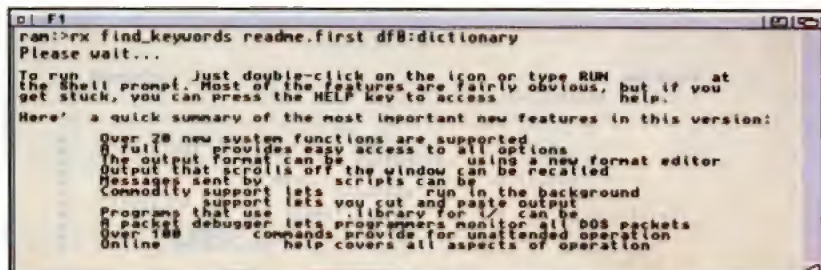 F1
ram:>rx find_keywords readme.first df0:dictionary
Please wait...
To run , Just double-click on the icon or type RUN at
the Shell prompt. Most of the features are fairly obvious, but if you
get stuck, you can press the HELP key to access help.
Here' a quick summary of the most important new features in this version:
Over 20 new system functions are supported
A full provides easy access to all options
The output format can be using a new format editor
Output that scrolls off the window can be recalled
Messages sent by scripts can be
Commodity support lets run in the background
support lets you cut and paste output
Programs that use .library for i/ can be
A packet debugger lets programmers monitor all DOS packets
Over 100 commands provide for unattended operation
Online help covers all aspects of operation